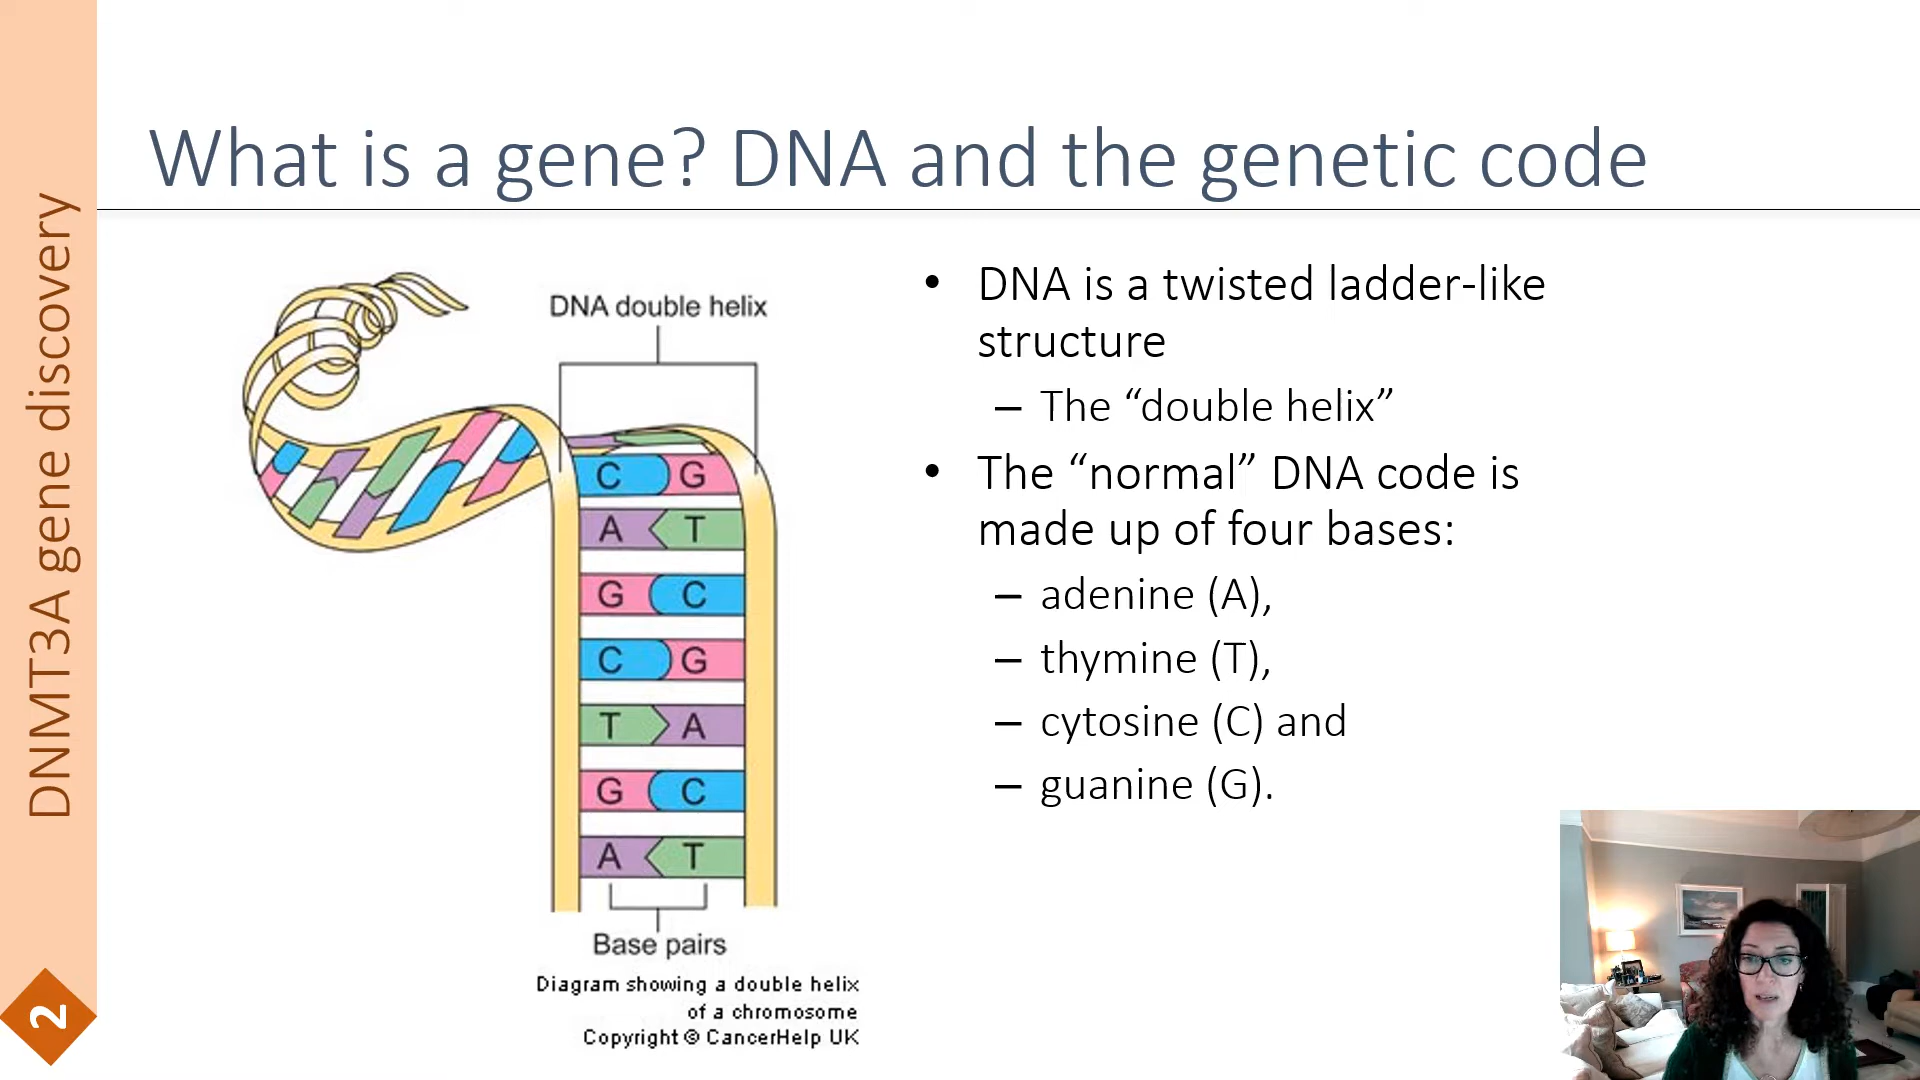 What is a gene? DNA and the genetic code
DNMT3A gene discovery
2
DNA double helix
C G
A T
G C
C G
T A
G C
A T
Base pairs
Diagram showing a double helix
of a chromosome
Copyright © CancerHelp UK
• DNA is a twisted ladder-like
structure
– The “double helix”
• The “normal” DNA code is
made up of four bases:
– adenine (A),
– thymine (T),
– cytosine (C) and
– guanine (G).